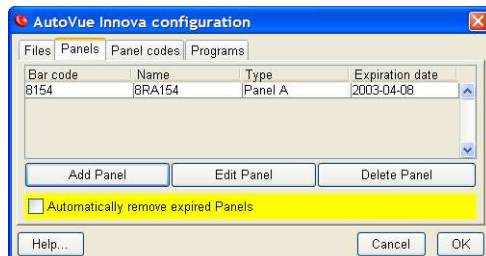 AutoVue Innova configuration
Files Panels Panel codes Programs
Bar code Name Type Expiration date
8154 8RA154 Panel A 2003-04-08
Add Panel Edit Panel Delete Panel
Automatically remove expired Panels
Help... Cancel OK